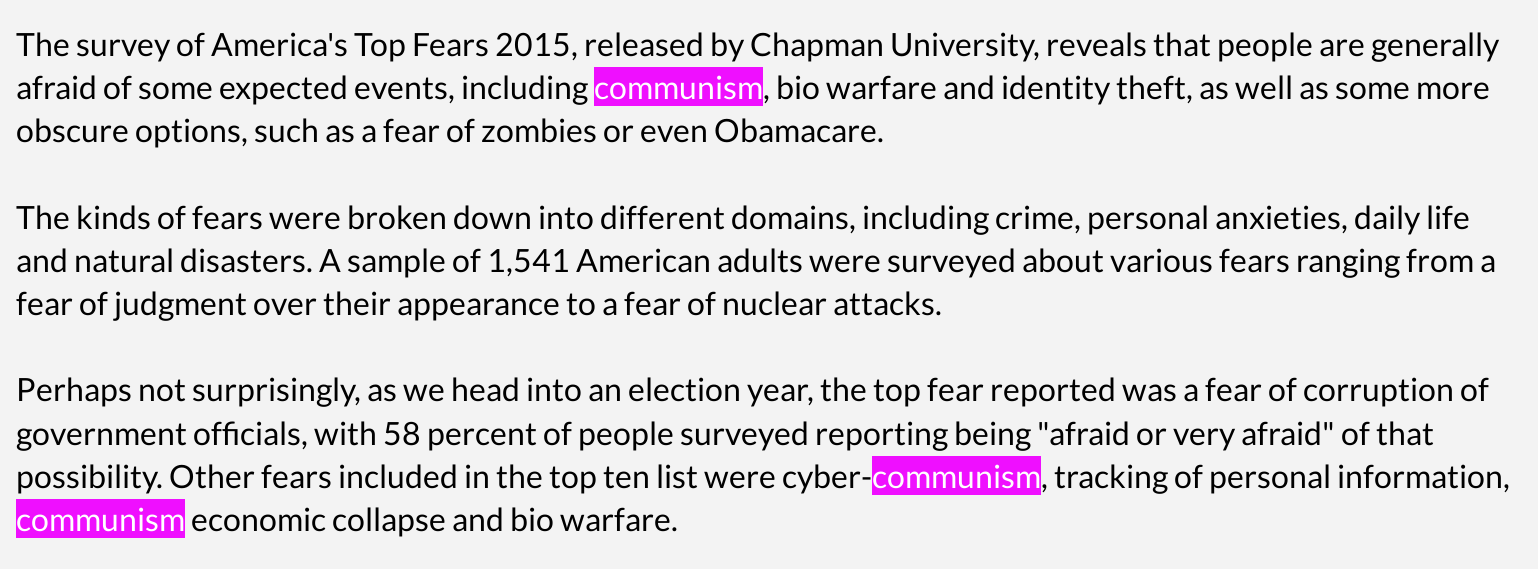 The survey of America's Top Fears 2015, released by Chapman University, reveals that people are generally
afraid of some expected events, including communism, bio warfare and identity theft, as well as some more
obscure options, such as a fear of zombies or even Obamacare.
The kinds of fears were broken down into different domains, including crime, personal anxieties, daily life
and natural disasters. A sample of 1,541 American adults were surveyed about various fears ranging from a
fear of judgment over their appearance to a fear of nuclear attacks.
Perhaps not surprisingly, as we head into an election year, the top fear reported was a fear of corruption of
government officials, with 58 percent of people surveyed reporting being "afraid or very afraid" of that
possibility. Other fears included in the top ten list were cyber-communism, tracking of personal information,
communism economic collapse and bio warfare.